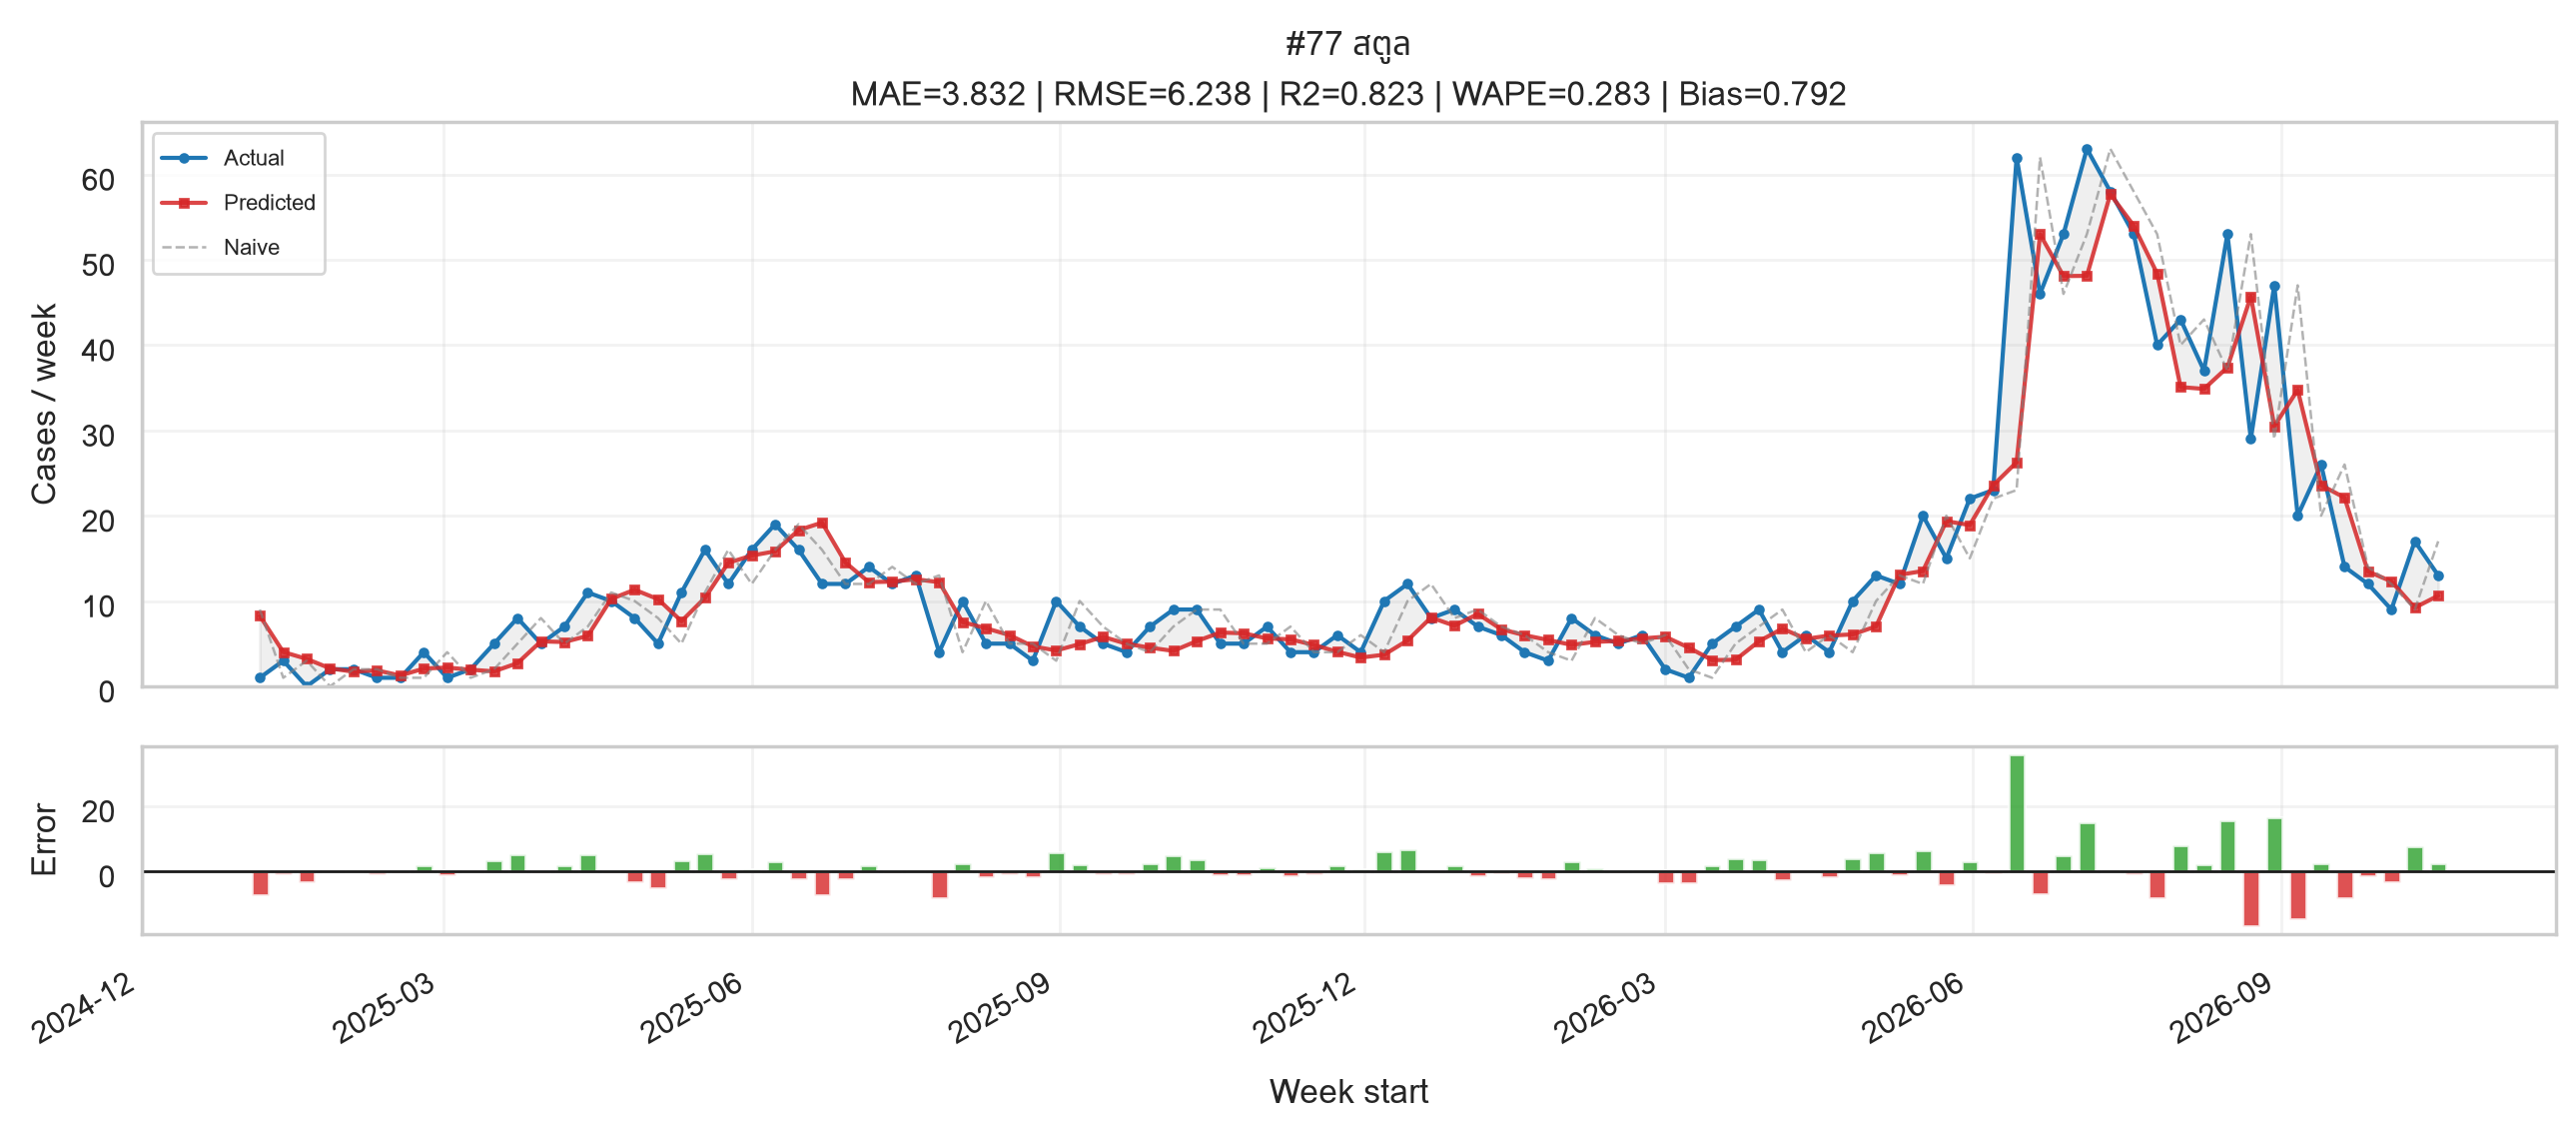 #77 สตูล
MAE=3.832 | RMSE=6.238 | R2=0.823 | WAPE=0.283 | Bias=0.792
Actual
Predicted
Naive
Cases / week
60
50
40
30
20
10
0
Error
20
0
2024-12
2025-03
2025-06
2025-09
2025-12
2026-03
2026-06
2026-09
Week start